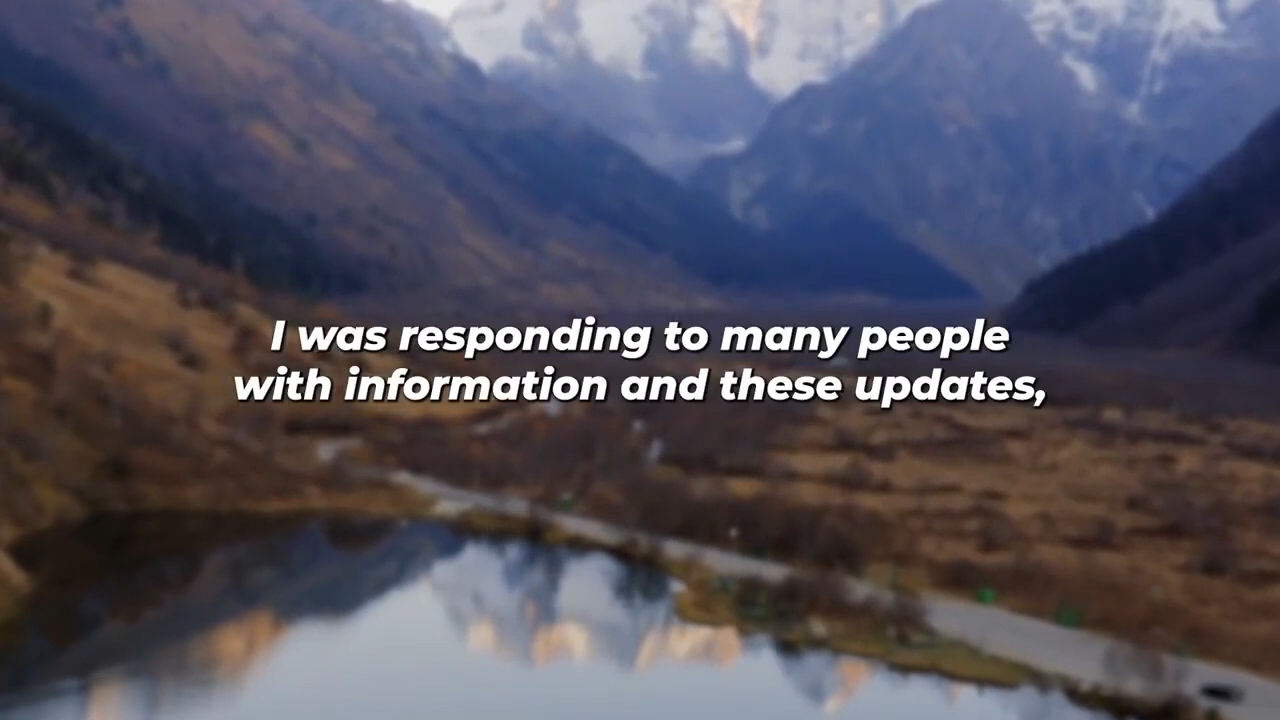 I was responding to many people
with information and these updates,